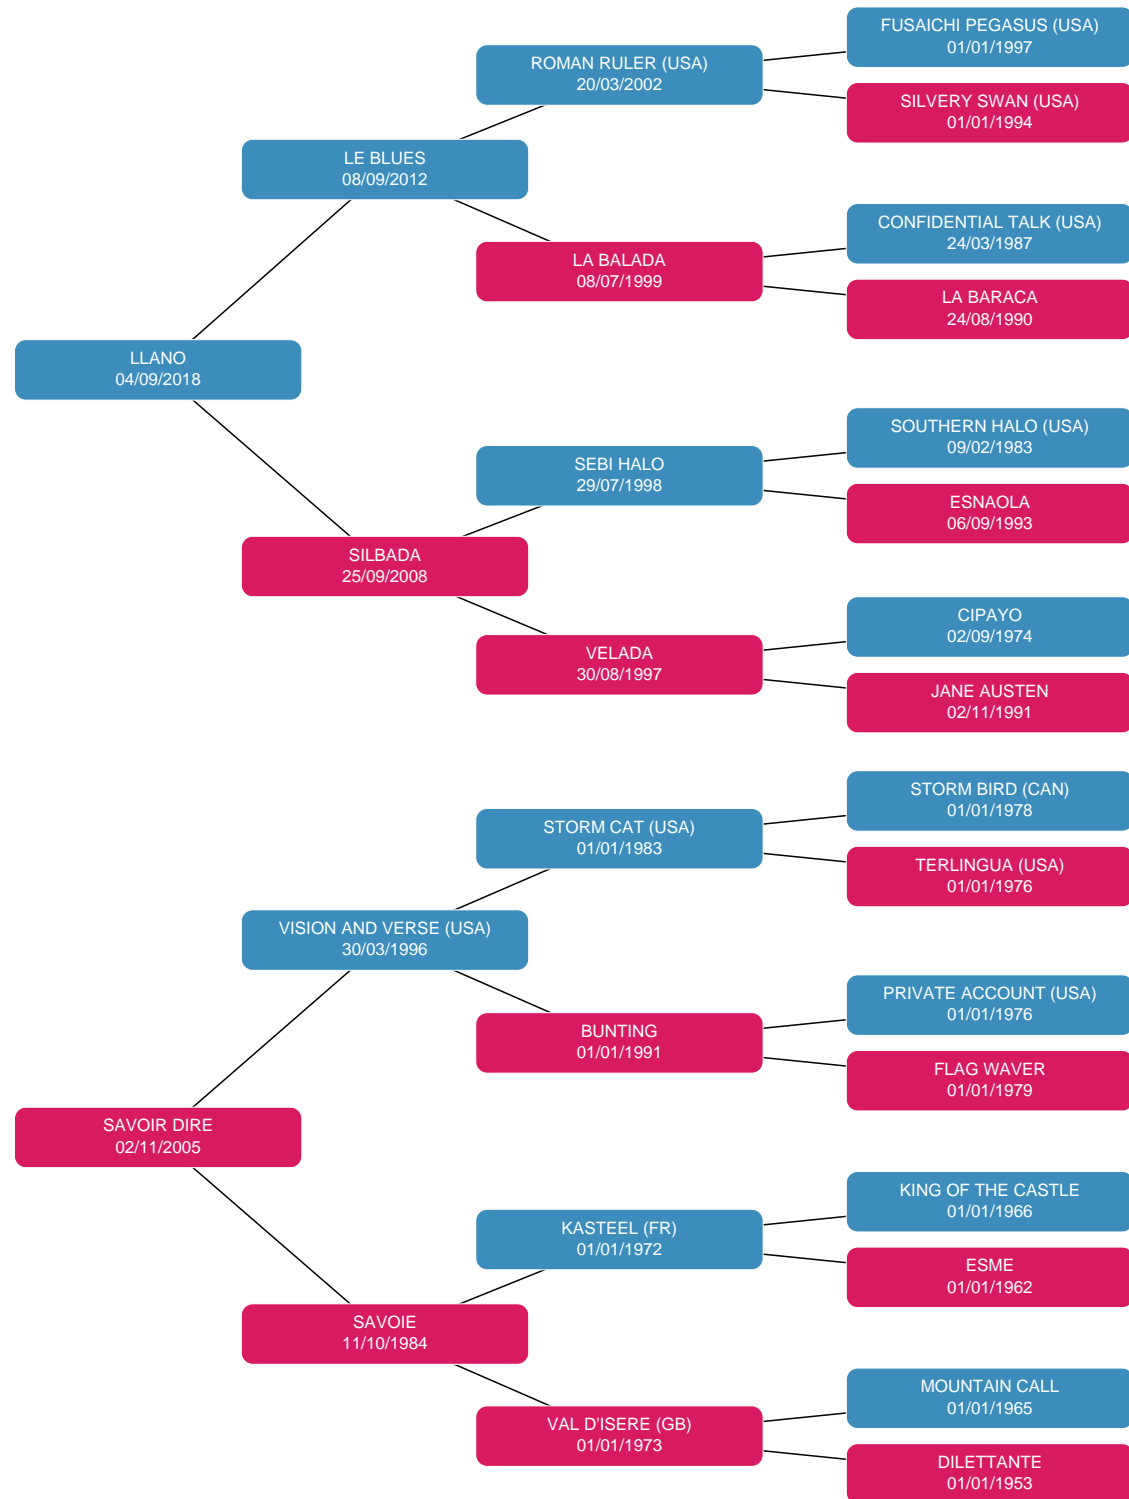 FUSAICHI PEGASUS (USA)
01/01/1997
ROMAN RULER (USA)
20/03/2002
SILVERY SWAN (USA)
01/01/1994
LE BLUES
08/09/2012
CONFIDENTIAL TALK (USA)
24/03/1987
LA BALADA
08/07/1999
LA BARACA
24/08/1990
LLANO
04/09/2018
SOUTHERN HALO (USA)
09/02/1983
SEBI HALO
29/07/1998
ESNAOLA
06/09/1993
SILBADA
25/09/2008
CIPAYO
02/09/1974
VELADA
30/08/1997
JANE AUSTEN
02/11/1991
STORM BIRD (CAN)
01/01/1978
STORM CAT (USA)
01/01/1983
TERLINGUA (USA)
01/01/1976
VISION AND VERSE (USA)
30/03/1996
PRIVATE ACCOUNT (USA)
01/01/1976
BUNTING
01/01/1991
FLAG WAVER
01/01/1979
SAVOIR DIRE
02/11/2005
KING OF THE CASTLE
01/01/1966
KASTEEL (FR)
01/01/1972
ESME
01/01/1962
SAVOIE
11/10/1984
MOUNTAIN CALL
01/01/1965
VAL D'ISERE (GB)
01/01/1973
DILETTANTE
01/01/1953